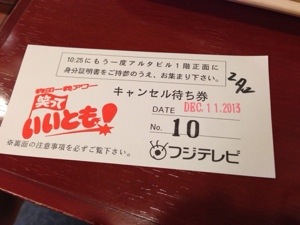 10:25にもう一度アルタビル1階正面に
身分証明書をご持参のうえ、お集まり下さい。
森田一義アワー
笑って
いいとも!
キャンセル待ち券
DATE DEC. 11. 2013
No. 10
フジテレビ
※裏面の注意事項を必ずご覧下さい。